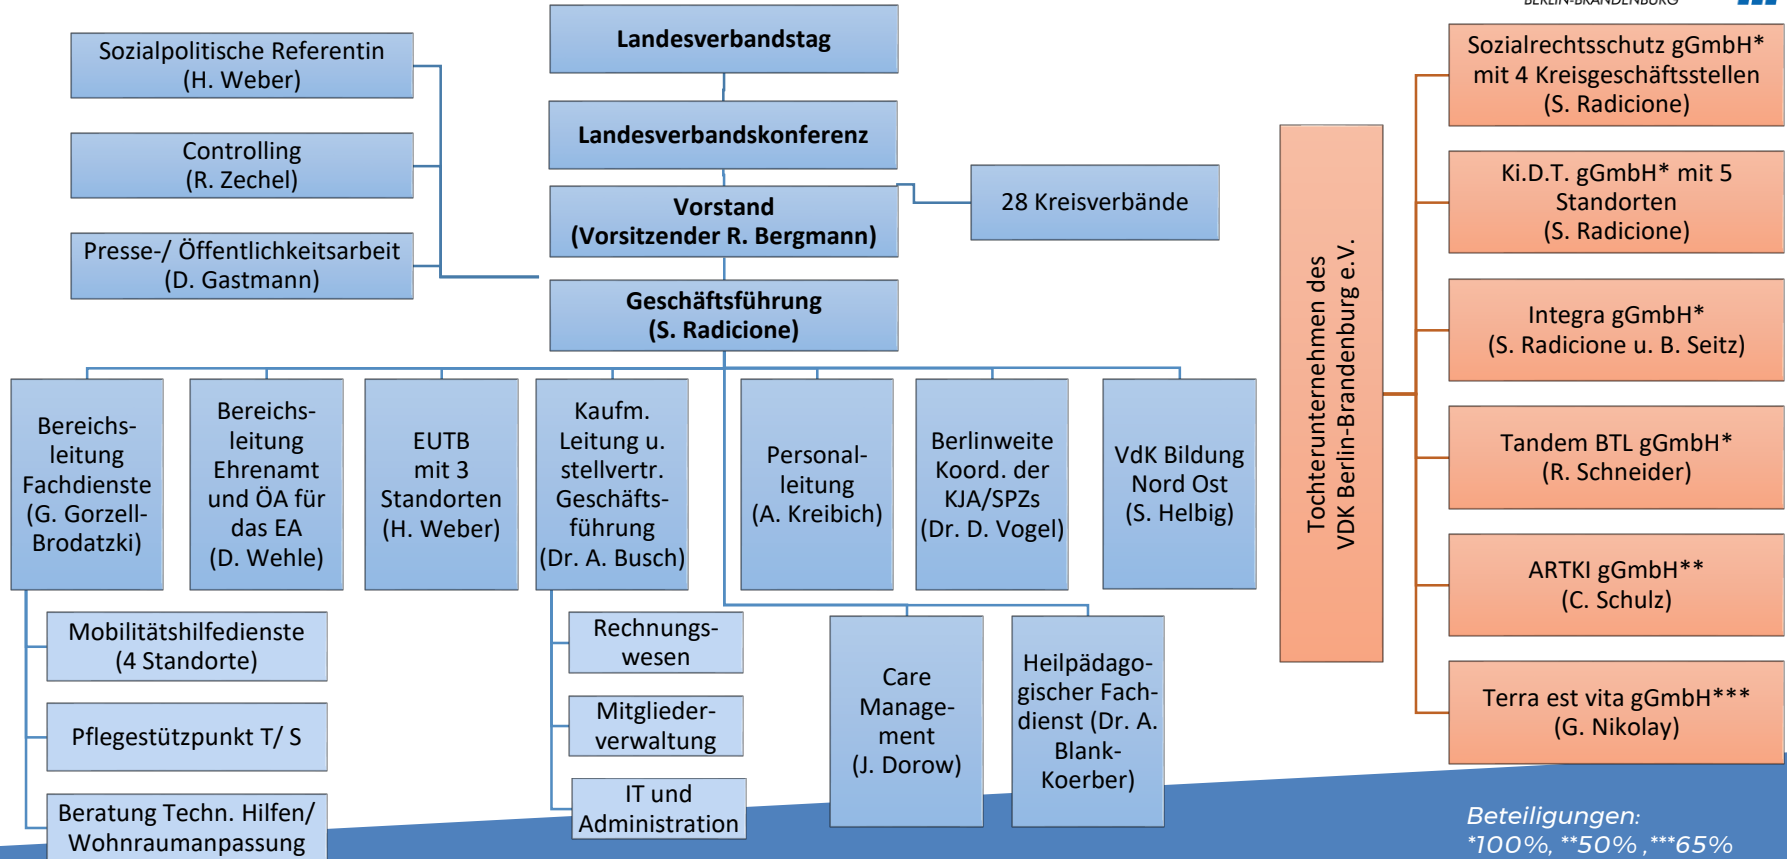 BERLIN-BRANDENBURG
Landesverbandstag
Landesverbandskonferenz
Vorstand
(Vorsitzender R. Bergmann)
28 Kreisverbände
Geschäftsführung
(S. Radicione)
Sozialpolitische Referentin
(H. Weber)
Controlling
(R. Zechel)
Presse-/ Öffentlichkeitsarbeit
(D. Gastmann)
Bereichs-
leitung
Fachdienste
(G. Gorzell-
Brodatzki)
Bereichs-
leitung
Ehrenamt
und ÖA für
das EA
(D. Wehle)
EUTB
mit 3
Standorten
(H. Weber)
Kaufm.
Leitung u.
stellvertr.
Geschäfts-
führung
(Dr. A. Busch)
Personal-
leitung
(A. Kreibich)
Berlinweite
Koord. der
KJA/SPZs
(Dr. D. Vogel)
VdK Bildung
Nord Ost
(S. Helbig)
Mobilitätshilfedienste
(4 Standorte)
Pflegestützpunkt T/ S
Beratung Techn. Hilfen/
Wohnraumanpassung
Rechnungs-
wesen
Mitglieder-
verwaltung
IT und
Administration
Care
Manage-
ment
(J. Dorow)
Heilpädago-
gischer Fach-
dienst (Dr. A.
Blank-
Koerber)
Tochterunternehmen des
VDK Berlin-Brandenburg e.V.
Sozialrechtsschutz gGmbH*
mit 4 Kreisgeschäftsstellen
(S. Radicione)
Ki.D.T. gGmbH* mit 5
Standorten
(S. Radicione)
Integra gGmbH*
(S. Radicione u. B. Seitz)
Tandem BTL gGmbH*
(R. Schneider)
ARTKI gGmbH**
(C. Schulz)
Terra est vita gGmbH***
(G. Nikolay)
Beteiligungen:
*100%, **50% ,***65%